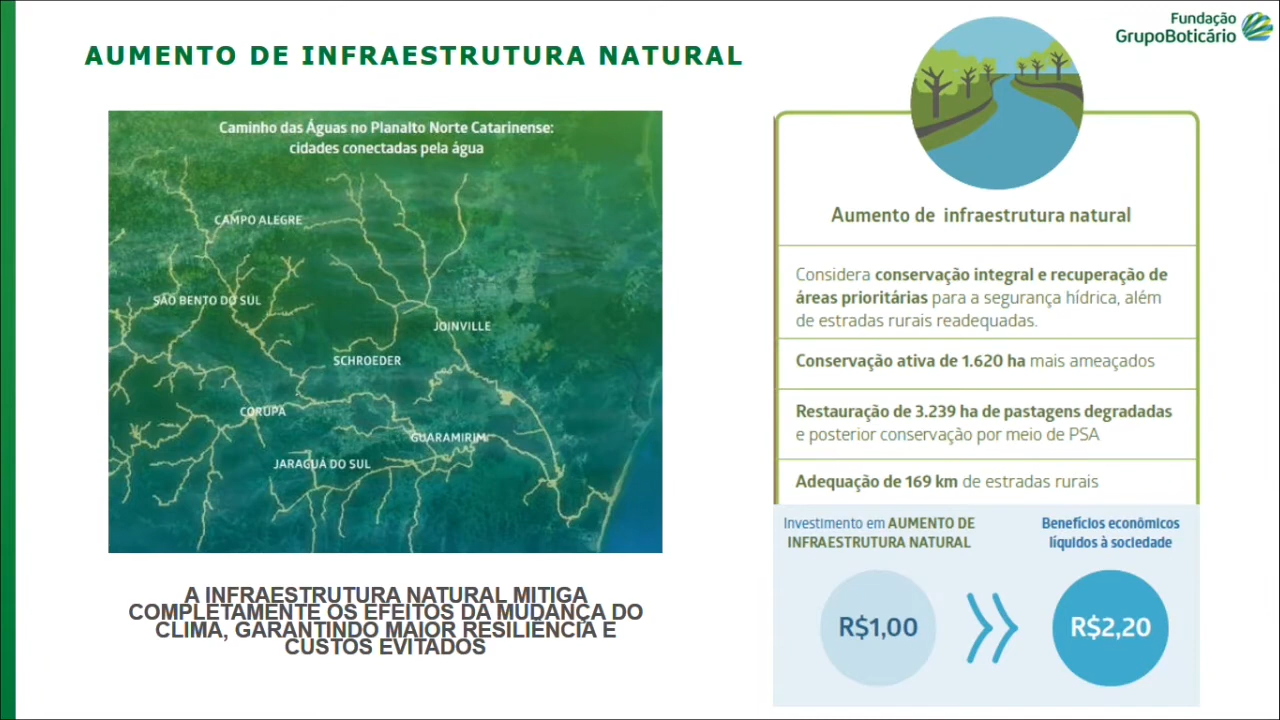 Fundação
GrupoBoticário
AUMENTO DE INFRAESTRUTURA NATURAL
Caminho das Águas no Planalto Norte Catarinense:
cidades conectadas pela água
CAMPO ALEGRE
SÃO BENTO DO SUL
JOINVILLE
SCHROEDER
CORUPA
GUARAMIRIM
JARAGUÁ DO SUL
A INFRAESTRUTURA NATURAL MITIGA
COMPLETAMENTE OS EFEITOS DA MUDANÇA DO
CLIMA, GARANTINDO MAIOR RESILIÊNCIA E
CUSTOS EVITADOS
Aumento de infraestrutura natural
Considera conservação integral e recuperação de
áreas prioritárias para a segurança hídrica, além
de estradas rurais readequadas.
Conservação ativa de 1.620 ha mais ameaçados
Restauração de 3.239 ha de pastagens degradadas
e posterior conservação por meio de PSA
Adequação de 169 km de estradas rurais
Investimento em AUMENTO DE
INFRAESTRUTURA NATURAL
Benefícios econômicos
líquidos à sociedade
R$1,00
R$2,20